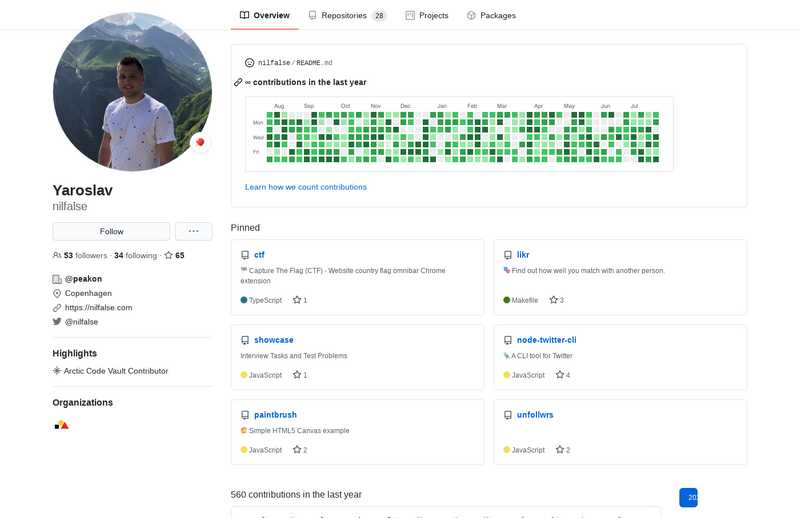 Overview
Repositories 28
Projects
Packages
Yaroslav
nilfalse
Follow
53 followers · 34 following · 65
@peakon
Copenhagen
https://nilfalse.com
@nilfalse
Highlights
Arctic Code Vault Contributor
Organizations
nilfalse/README.md
∞ contributions in the last year
Aug Sep Oct Nov Dec Jan Feb Mar Apr May Jun Jul
Mon
Wed
Fri
Learn how we count contributions
Pinned
ctf
Capture The Flag (CTF) - Website country flag omnibar Chrome
extension
TypeScript 1
likr
Find out how well you match with another person.
Makefile 3
showcase
Interview Tasks and Test Problems
JavaScript 1
node-twitter-cli
A CLI tool for Twitter
JavaScript 4
paintbrush
Simple HTML5 Canvas example
JavaScript 2
unfollwrs
JavaScript 2
560 contributions in the last year